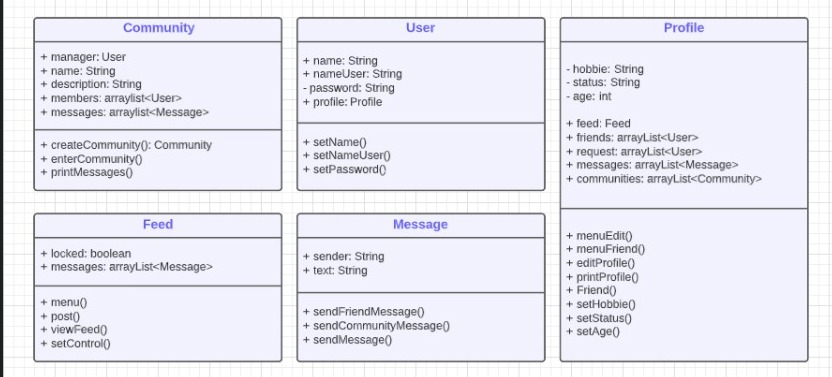 Community
+ manager: User
+ name: String
+ description: String
+ members: arraylist<User>
+ messages: arraylist<Message>
+ createCommunity(): Community
+ enterCommunity()
+ printMessages()
User
+ name: String
+ nameUser: String
- password: String
+ profile: Profile
+ setName()
+ setNameUser()
+ setPassword()
Profile
- hobbie: String
- status: String
- age: int
+ feed: Feed
+ friends: arrayList<User>
+ request: arrayList<User>
+ messages: arrayList<Message>
+ communities: arrayList<Community>
+ menuEdit()
+ menuFriend()
+ editProfile()
+ printProfile()
+ Friend()
+ setHobbie()
+ setStatus()
+ setAge()
Feed
+ locked: boolean
+ messages: arrayList<Message>
+ menu()
+ post()
+ viewFeed()
+ setControl()
Message
+ sender: String
+ text: String
+ sendFriendMessage()
+ sendCommunityMessage()
+ sendMessage()